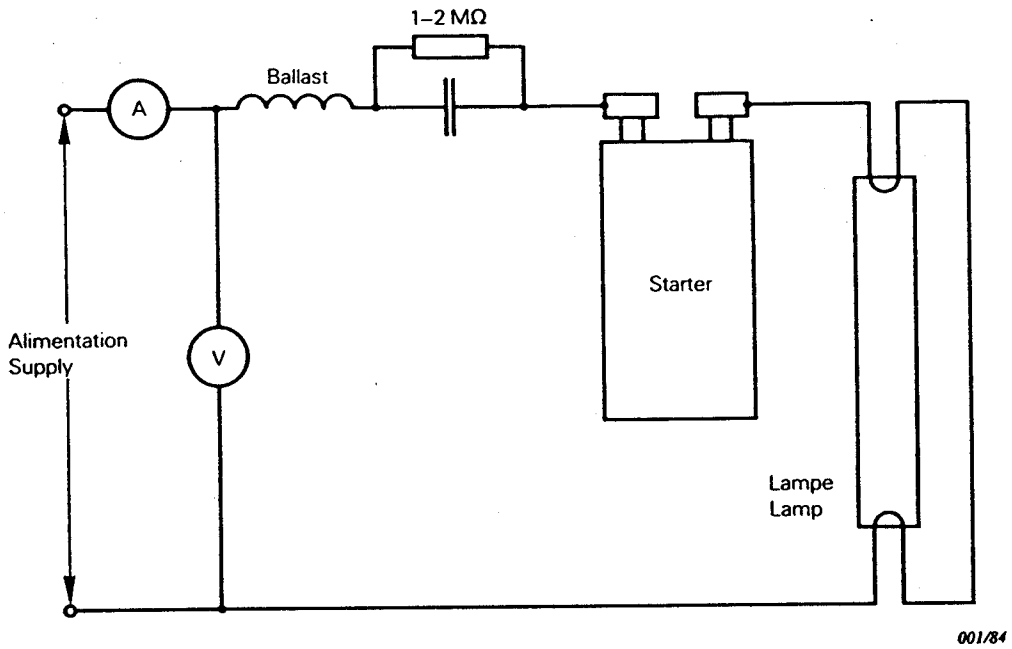 1–2 MΩ
Ballast
A
V
Starter
Alimentation
Supply
Lampe
Lamp
001/84